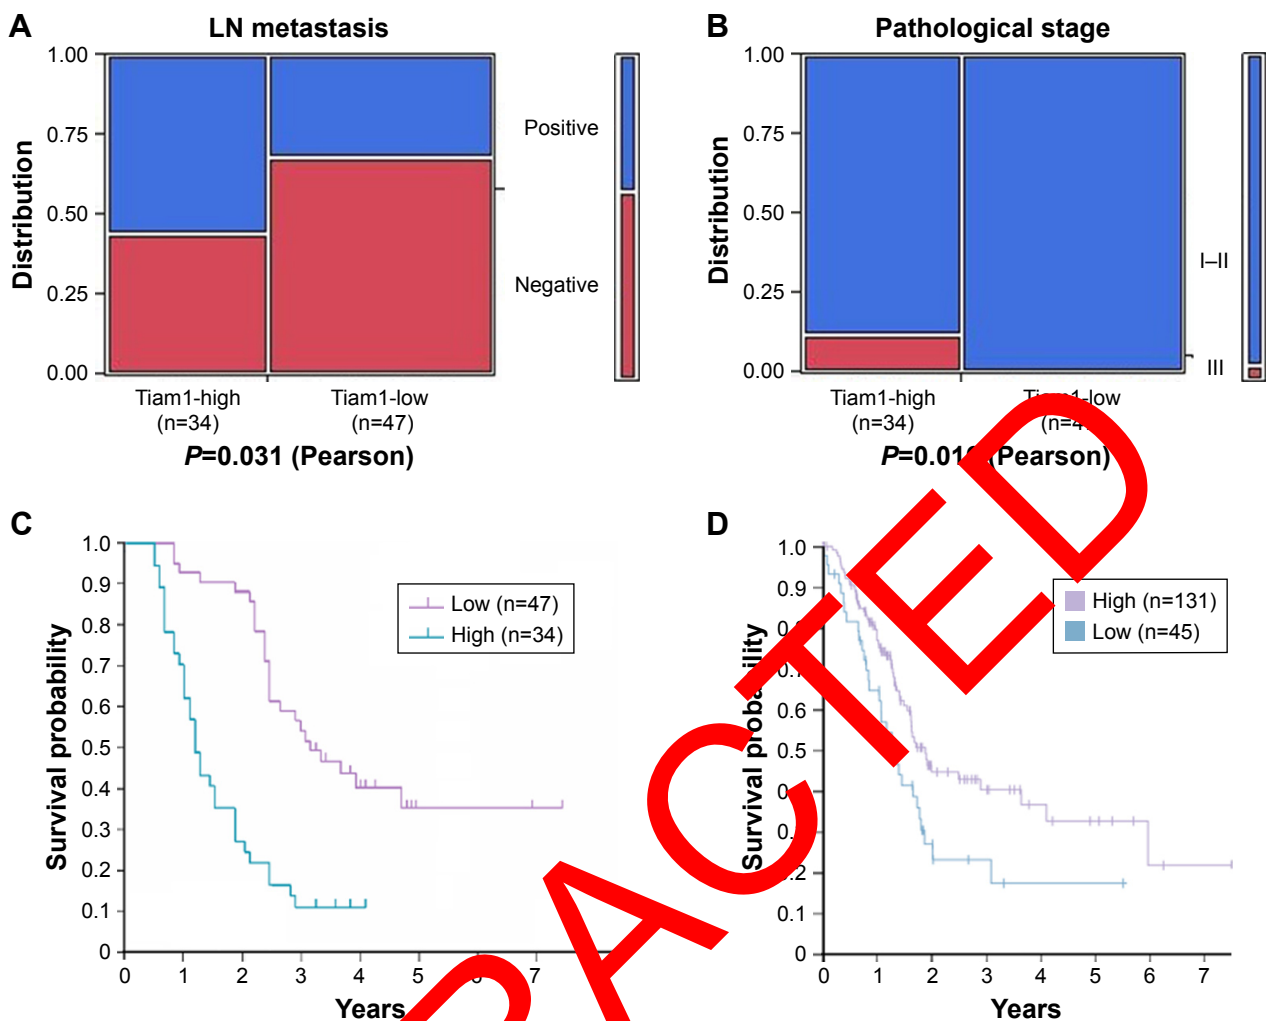 A
LN metastasis
1.00
0.75
0.50
0.25
0.00
Distribution
Positive
Negative
Tiam1-high
(n=34)
Tiam1-low
(n=47)
P=0.031 (Pearson)
B
Pathological stage
1.00
0.75
0.50
0.25
0.00
Distribution
I–II
III
Tiam1-high
(n=34)
Tiam1-low
(Pearson)
C
1.0
0.9
0.8
0.7
0.6
0.5
0.4
0.3
0.2
0.1
0
Survival probability
Low (n=47)
High (n=34)
0 1 2 3 4 5 7
Years
D
1.0
0.9
0.6
0.5
0.1
0
Survival probability
High (n=131)
Low (n=45)
0 1 2 3 4 5 6 7
Years
RACTED